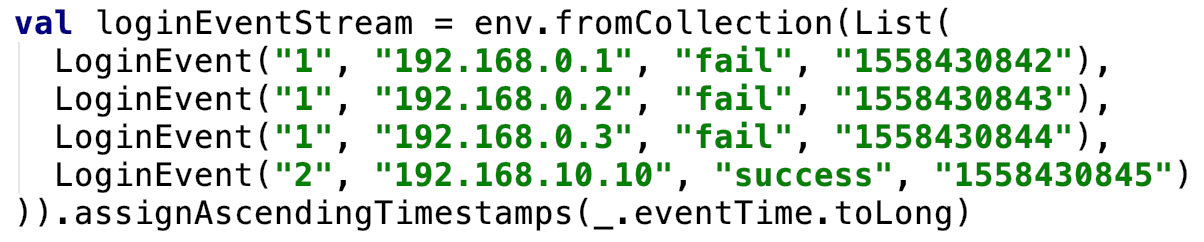 val loginEventStream = env.fromCollection(List(
  LoginEvent("1", "192.168.0.1", "fail", "1558430842"),
  LoginEvent("1", "192.168.0.2", "fail", "1558430843"),
  LoginEvent("1", "192.168.0.3", "fail", "1558430844"),
  LoginEvent("2", "192.168.10.10", "success", "1558430845")
)).assignAscendingTimestamps(_.eventTime.toLong)